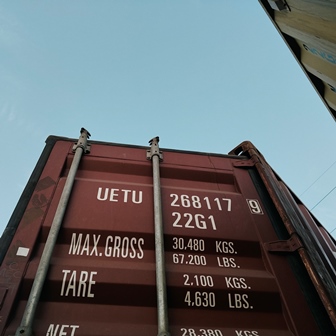 UETU 268117 9
22G1
MAX.GROSS 30.480 KGS.
67.200 LBS.
TARE 2.100 KGS.
4.630 LBS.
NET 28.380 KGS.